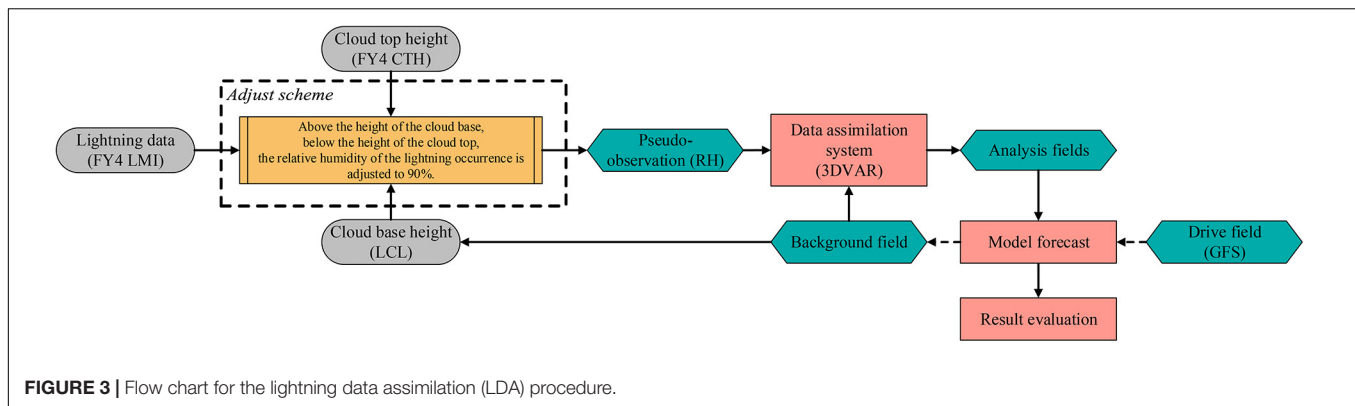 Cloud top height
(FY4 CTH)
Adjust scheme
Lightning data
(FY4 LMI)
Above the height of the cloud base,
below the height of the cloud top,
the relative humidity of the lightning occurrence is
adjusted to 90%.
Pseudo-
observation (RH)
Data assimilation
system
(3DVAR)
Analysis fields
Cloud base height
(LCL)
Background field
Model forecast
Drive field
(GFS)
Result evaluation
FIGURE 3 | Flow chart for the lightning data assimilation (LDA) procedure.